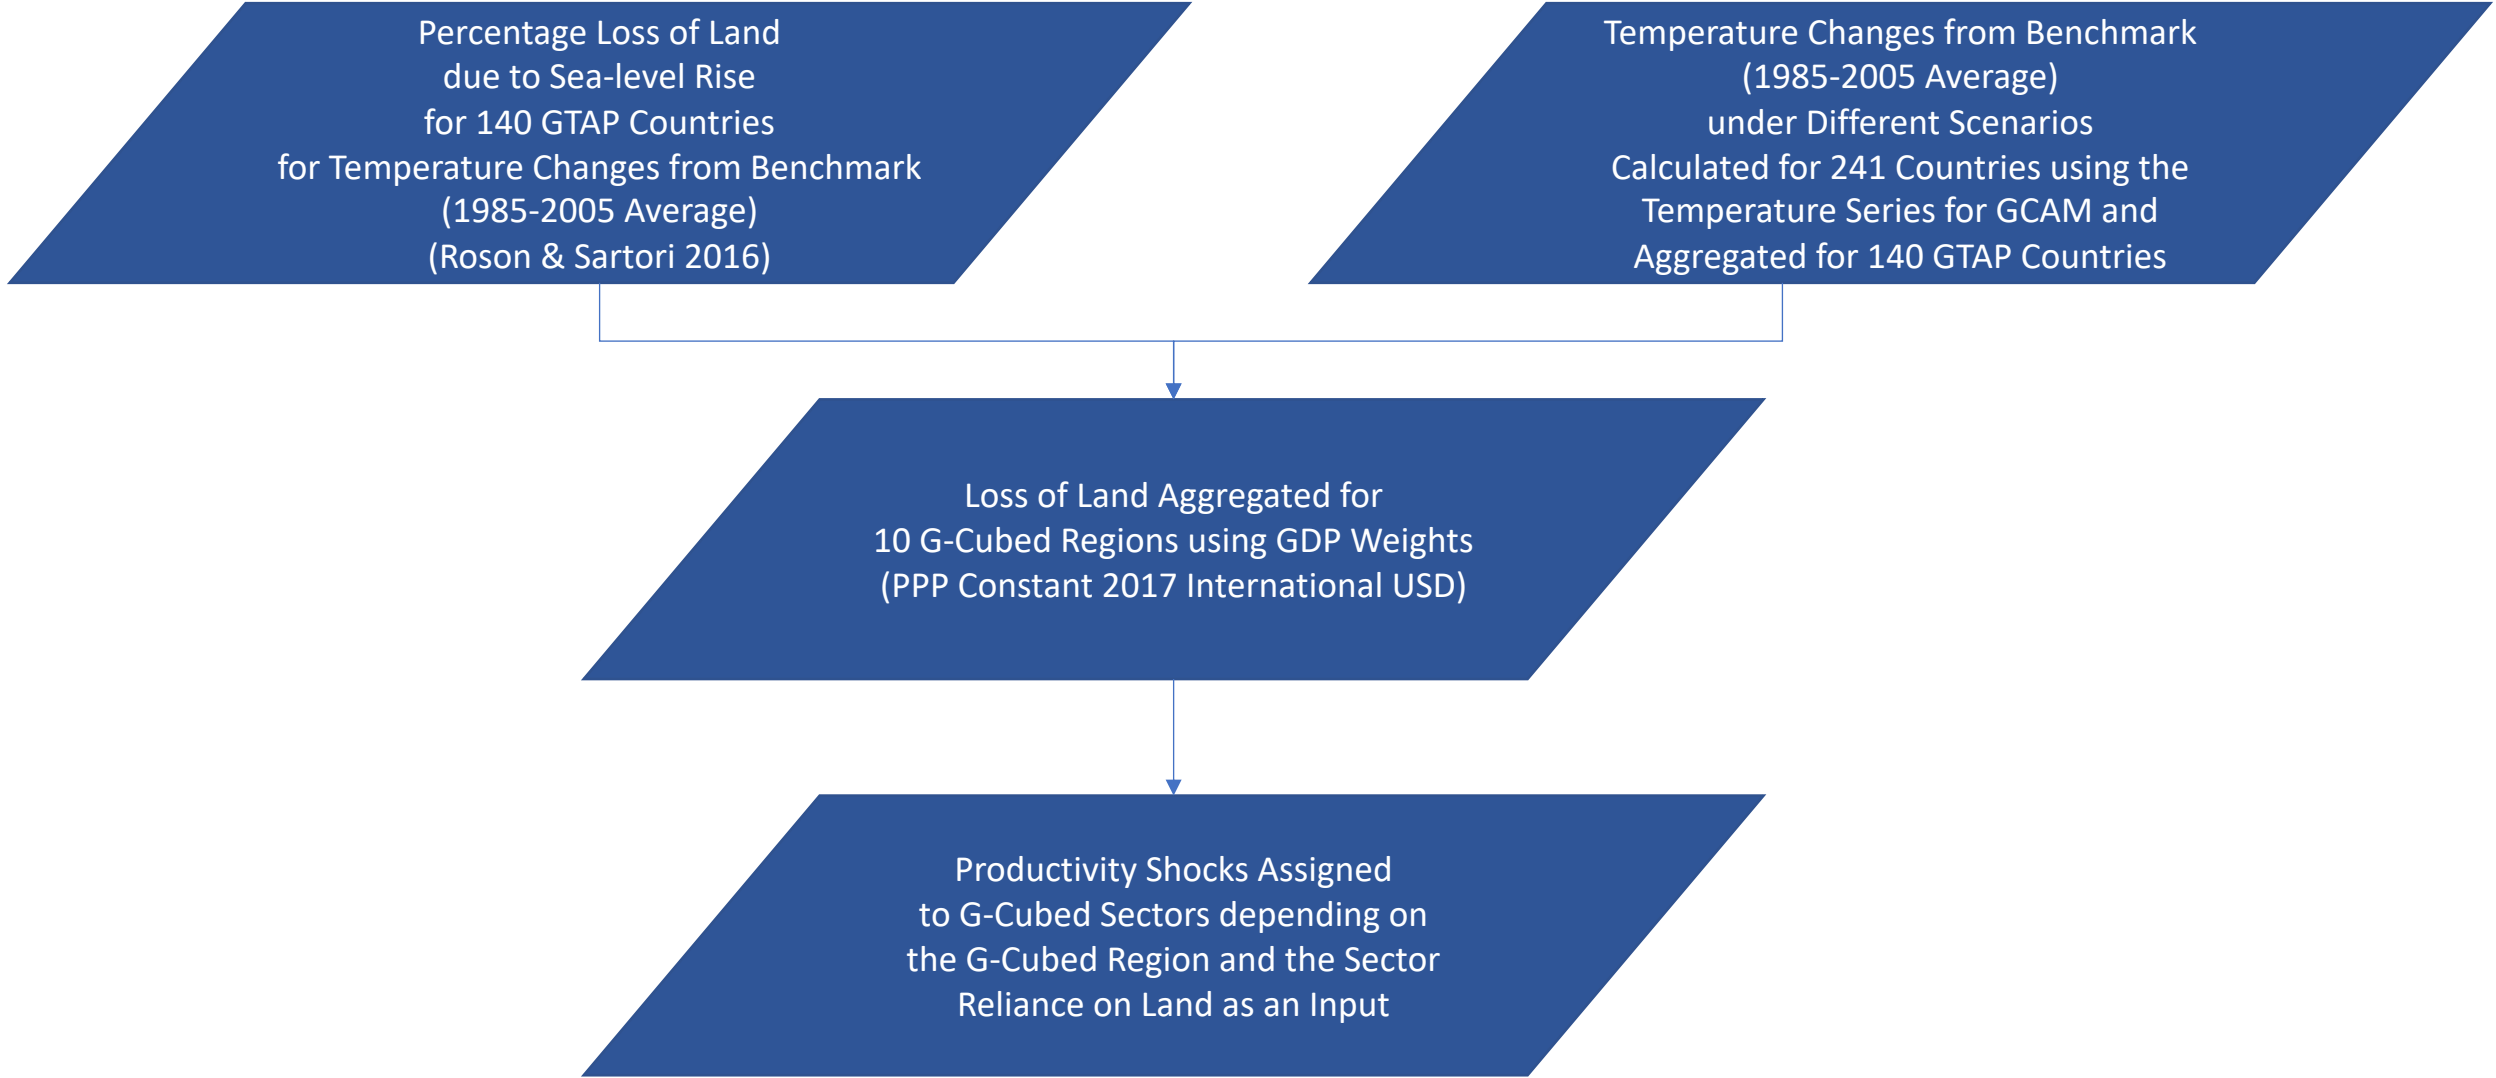 Percentage Loss of Land
due to Sea-level Rise
for 140 GTAP Countries
for Temperature Changes from Benchmark
(1985-2005 Average)
(Roson & Sartori 2016)
Temperature Changes from Benchmark
(1985-2005 Average)
under Different Scenarios
Calculated for 241 Countries using the
Temperature Series for GCAM and
Aggregated for 140 GTAP Countries
Loss of Land Aggregated for
10 G-Cubed Regions using GDP Weights
(PPP Constant 2017 International USD)
Productivity Shocks Assigned
to G-Cubed Sectors depending on
the G-Cubed Region and the Sector
Reliance on Land as an Input